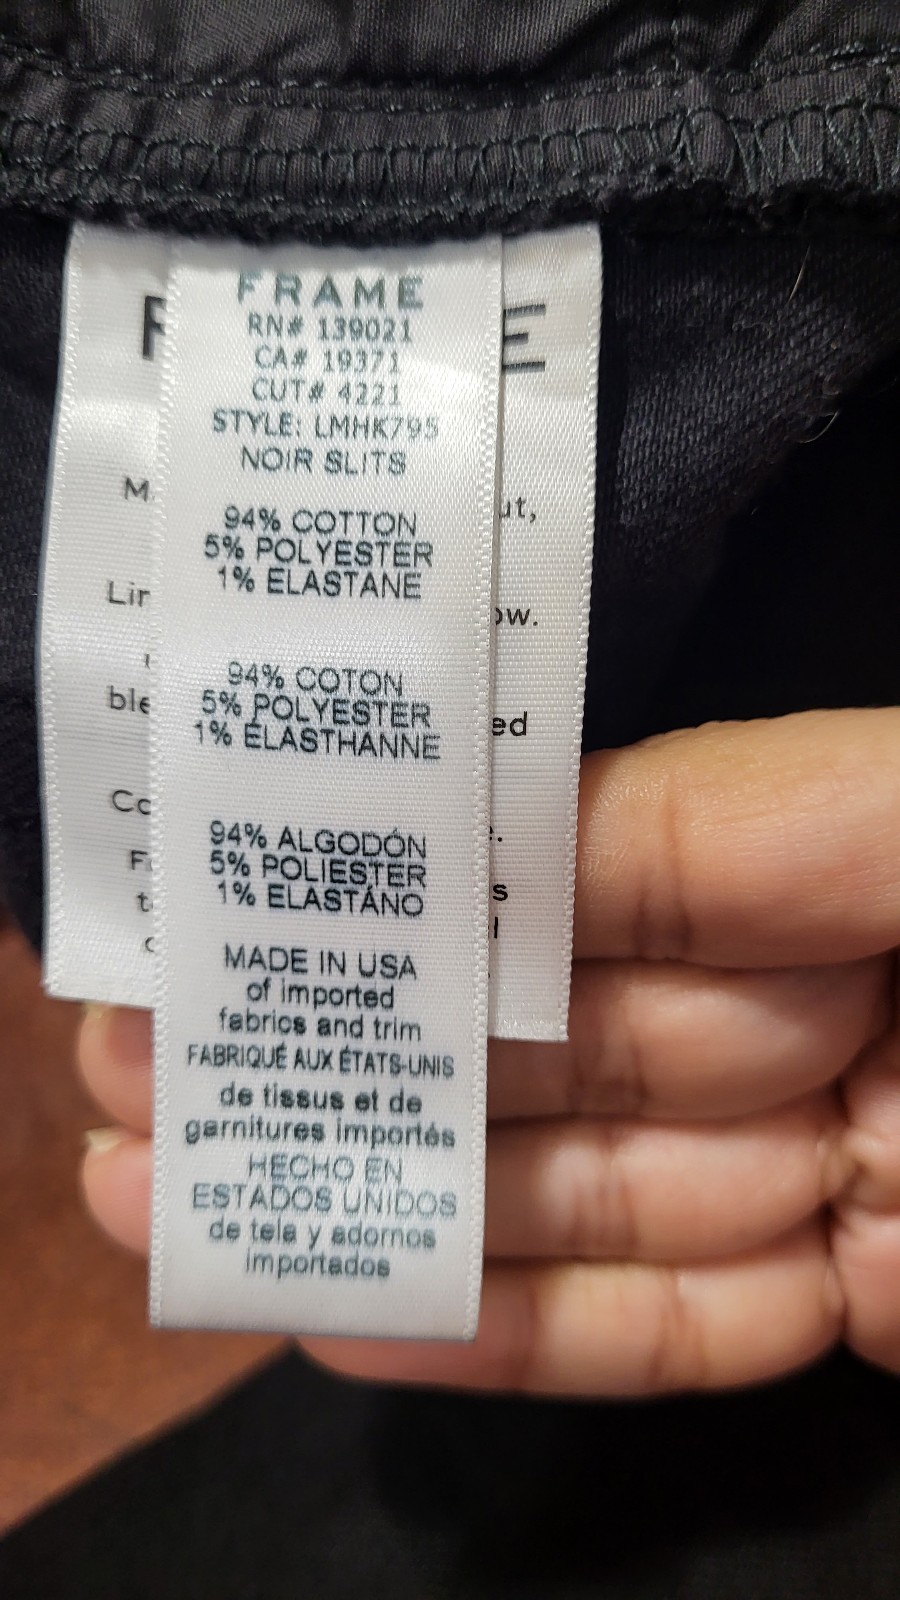 FRAME
RN# 139021
CA# 19371
CUT# 4221
STYLE: LMHK795
NOIR SLITS
94% COTTON
5% POLYESTER
1% ELASTANE
94% COTON
5% POLYESTER
1% ÉLASTHANNE
94% ALGODÓN
5% POLIESTER
1% ELASTÁNO
MADE IN USA
of imported
fabrics and trim
FABRIQUÉ AUX ÉTATS-UNIS
de tissus et de
garnitures importés
HECHO EN
ESTADOS UNIDOS
de tela y adornos
importados